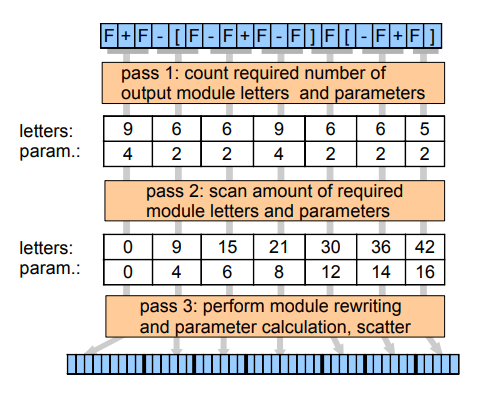 F + F - [ F - F + F - F ] F [ - F + F ]
pass 1: count required number of
output module letters and parameters
letters: 9 6 6 9 6 6 5
param.: 4 2 2 4 2 2 2
pass 2: scan amount of required
module letters and parameters
letters: 0 9 15 21 30 36 42
param.: 0 4 6 8 12 14 16
pass 3: perform module rewriting
and parameter calculation, scatter